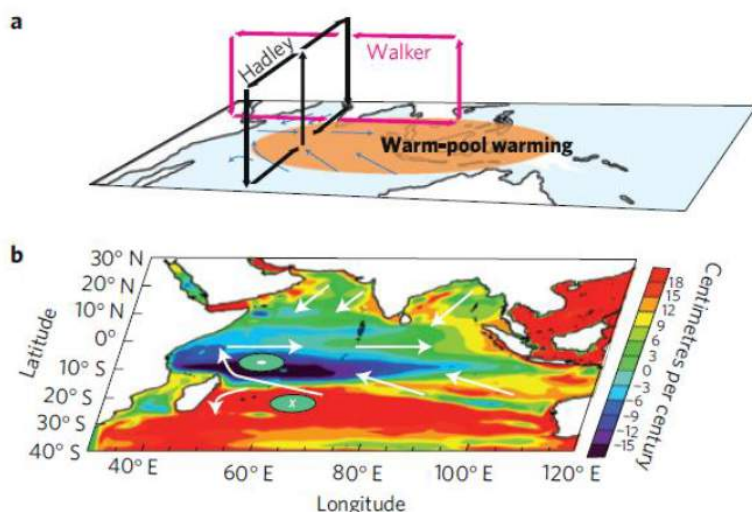 a
Hadley
Walker
Warm-pool warming
b
30° N
20° N
10° N
0°
10° S
20° S
30° S
40° S
Latitude
40° E
60° E
80° E
100° E
120° E
Longitude
18
15
12
9
6
3
0
-3
-6
-9
-12
-15
Centimetres per century
x